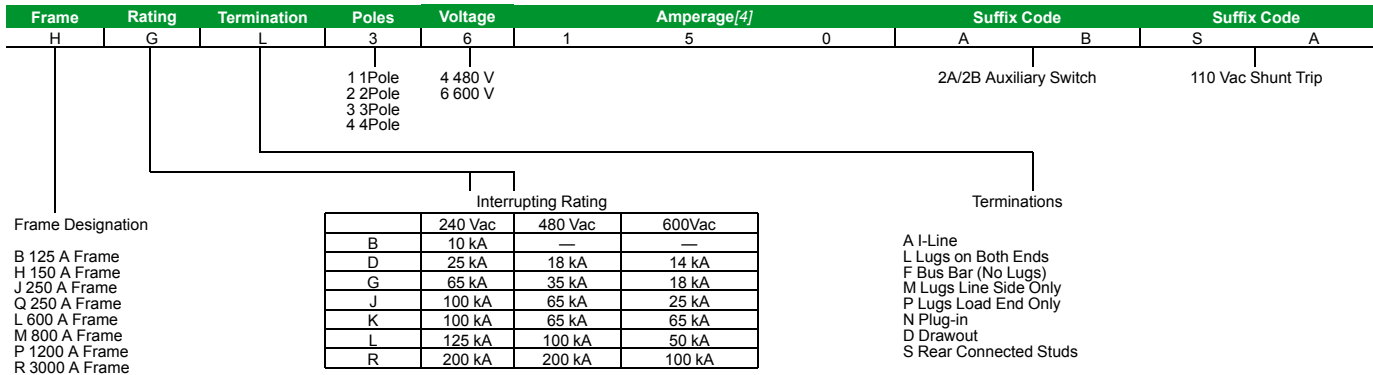 Frame Rating Termination Poles Voltage Amperage[4] Suffix Code Suffix Code
H G L 3 6 1 5 0 A B S A
1 1Pole
2 2Pole
3 3Pole
4 4Pole
4 480 V
6 600 V
2A/2B Auxiliary Switch
110 Vac Shunt Trip
Frame Designation
B 125 A Frame
H 150 A Frame
J 250 A Frame
Q 250 A Frame
L 600 A Frame
M 800 A Frame
P 1200 A Frame
R 3000 A Frame
Interrupting Rating
240 Vac 480 Vac 600Vac
B 10 kA — —
D 25 kA 18 kA 14 kA
G 65 kA 35 kA 18 kA
J 100 kA 65 kA 25 kA
K 100 kA 65 kA 65 kA
L 125 kA 100 kA 50 kA
R 200 kA 200 kA 100 kA
Terminations
A I-Line
L Lugs on Both Ends
F Bus Bar (No Lugs)
M Lugs Line Side Only
P Lugs Load End Only
N Plug-in
D Drawout
S Rear Connected Studs